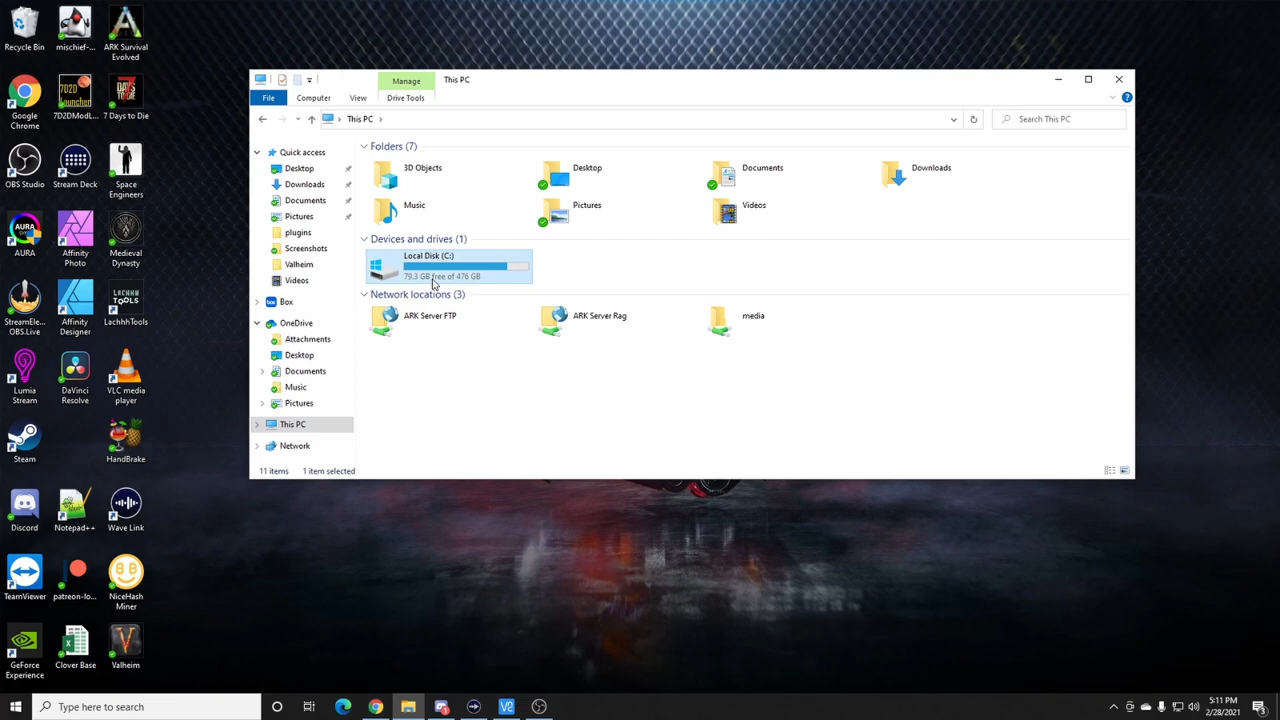 Recycle Bin
mischief-...
ARK Survival Evolved
Google Chrome
7D2DModL...
7 Days to Die
OBS Studio
Stream Deck
Space Engineers
AURA
Affinity Photo
Medieval Dynasty
StreamEle... OBS.Live
Affinity Designer
LachhhTools
Lumia Stream
DaVinci Resolve
VLC media player
Steam
HandBrake
Discord
Notepad++
Wave Link
TeamViewer
patreon-lo...
NiceHash Miner
GeForce Experience
Clover Base
Valheim
Manage
This PC
File
Computer
View
Drive Tools
This PC
Search This PC
Quick access
Desktop
Downloads
Documents
Pictures
plugins
Screenshots
Valheim
Videos
Box
OneDrive
Attachments
Desktop
Documents
Music
Pictures
This PC
Network
Folders (7)
3D Objects
Desktop
Documents
Downloads
Music
Pictures
Videos
Devices and drives (1)
Local Disk (C:)
79.3 GB free of 476 GB
Network locations (3)
ARK Server FTP
ARK Server Rag
media
11 items
1 item selected
Type here to search
5:11 PM
2/28/2021